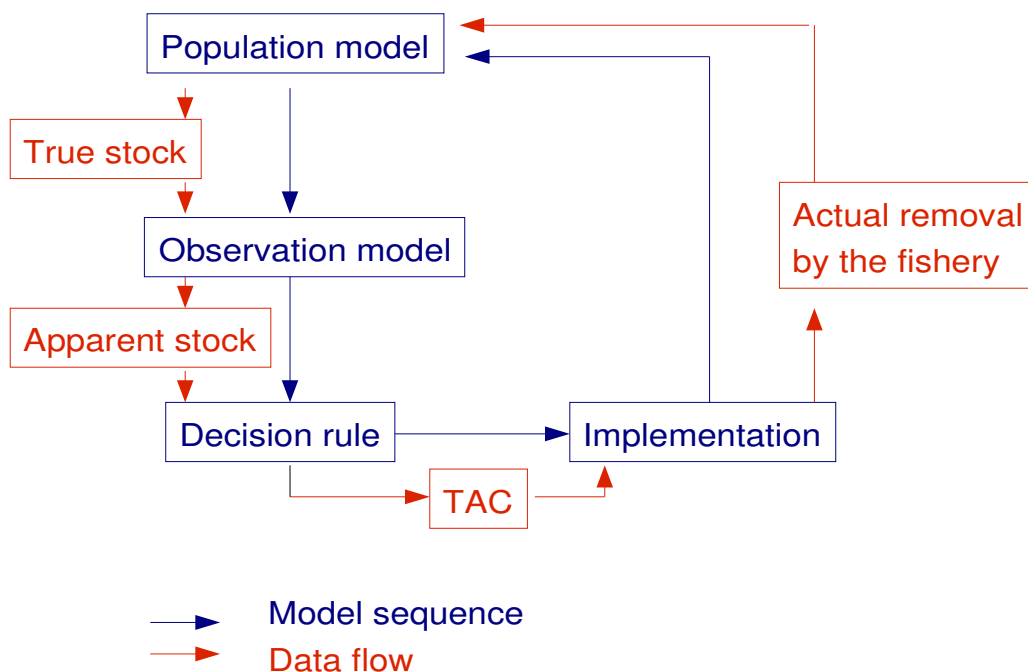 Population model
True stock
Observation model
Actual removal
by the fishery
Apparent stock
Decision rule
Implementation
TAC
Model sequence
Data flow